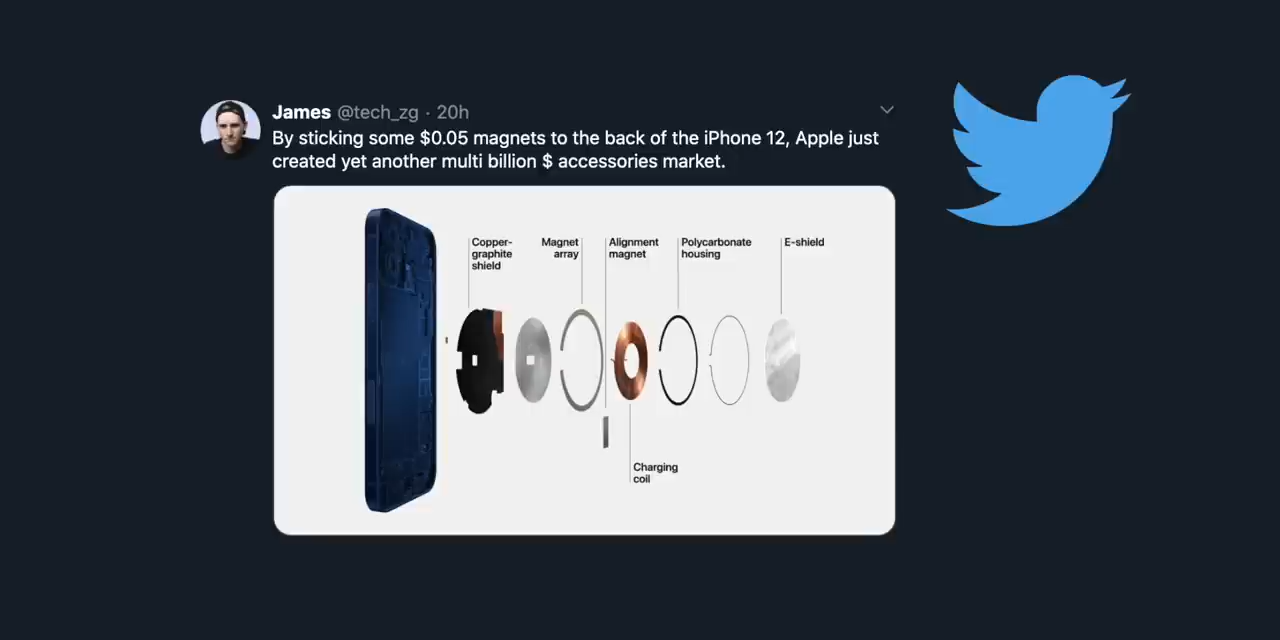 James @tech_zg · 20h
By sticking some $0.05 magnets to the back of the iPhone 12, Apple just
created yet another multi billion $ accessories market.
Copper-
graphite
shield
Magnet
array
Alignment
magnet
Polycarbonate
housing
E-shield
Charging
coil